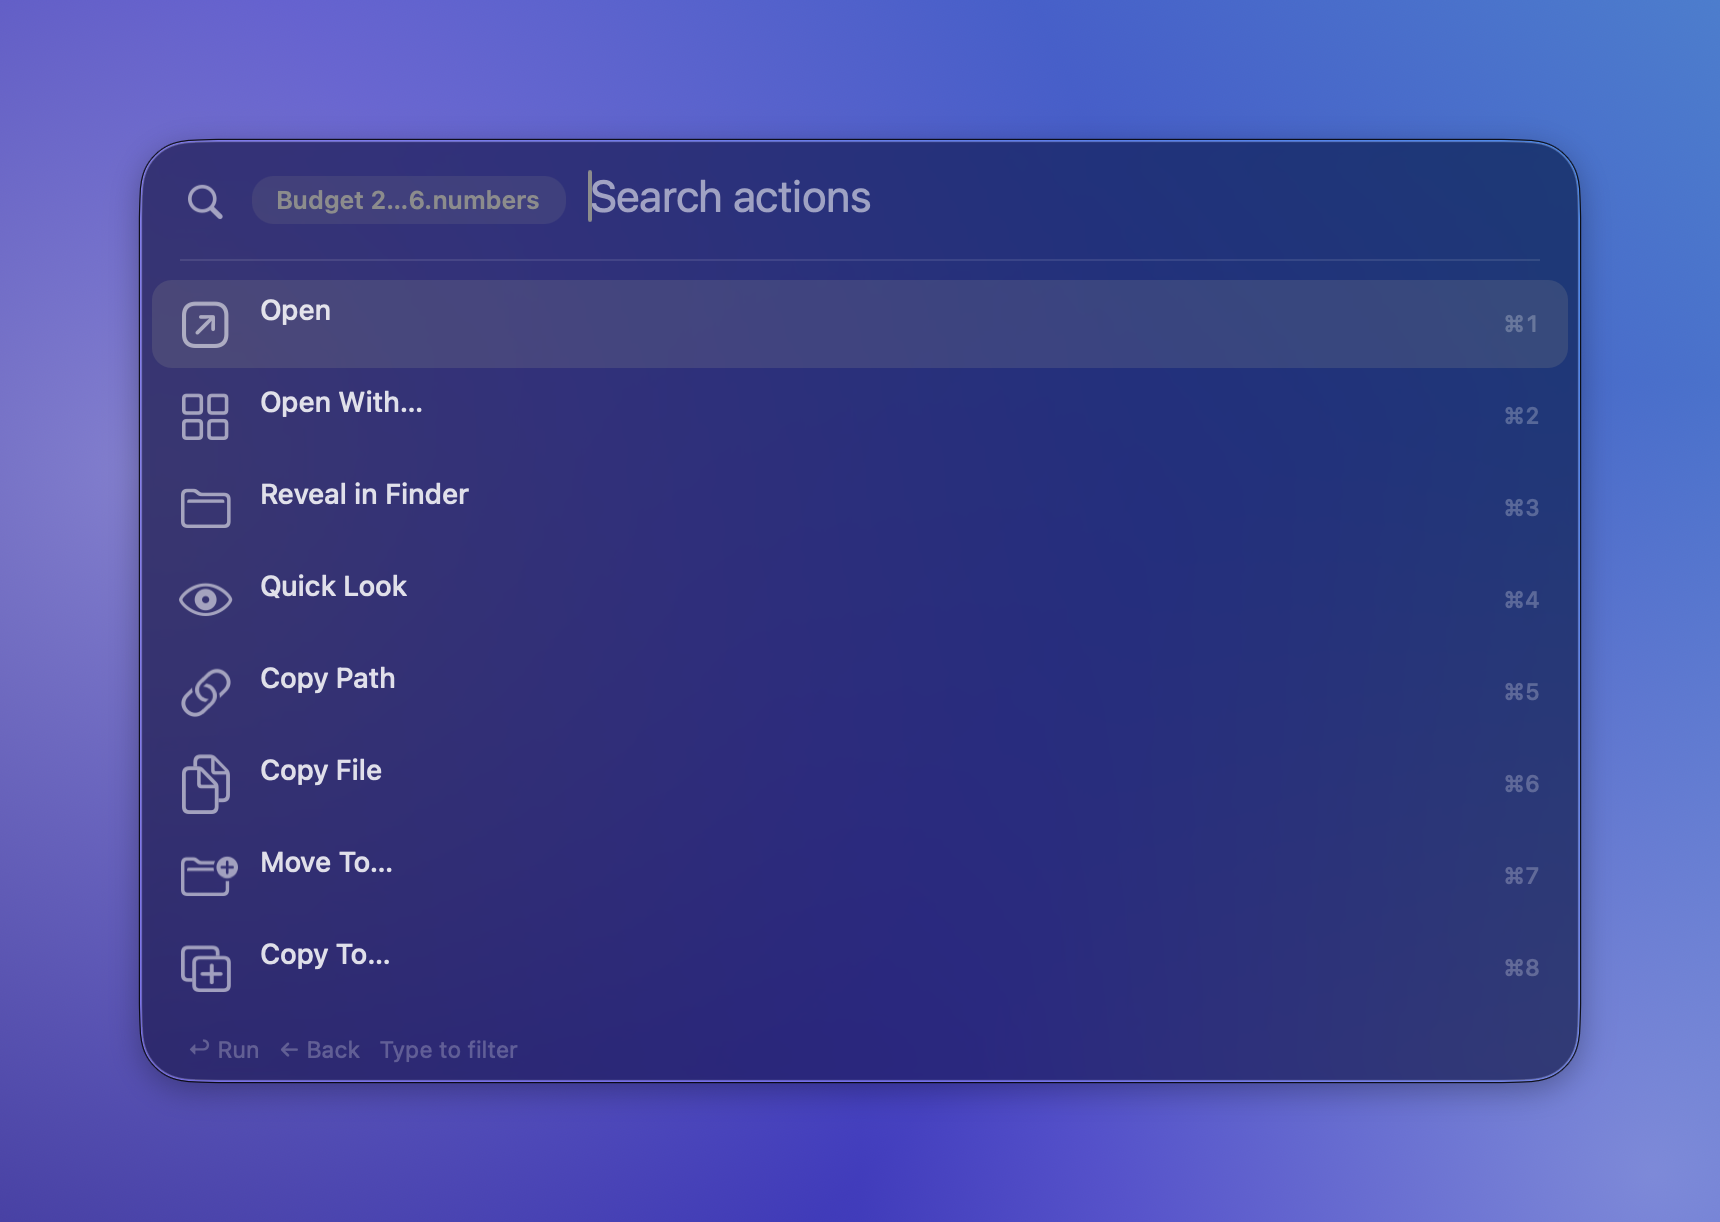 Budget 2...6.numbers Search actions
Open ⌘1
Open With... ⌘2
Reveal in Finder ⌘3
Quick Look ⌘4
Copy Path ⌘5
Copy File ⌘6
Move To... ⌘7
Copy To... ⌘8
↩ Run ← Back Type to filter